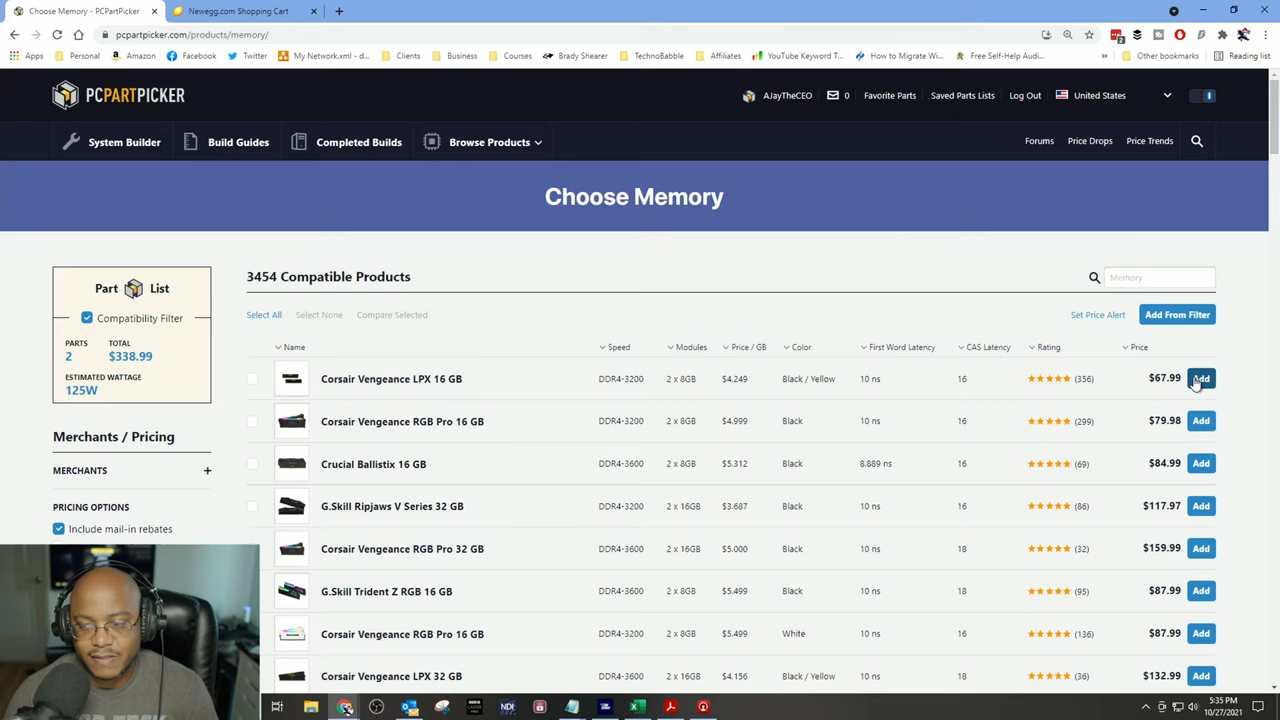 Choose Memory - PCPartPicker
Newegg.com Shopping Cart
pcpartpicker.com/products/memory/
Apps Personal Amazon Facebook Twitter My Network.xml - d... Clients Business Courses Brady Shearer TechnoBabble Affiliates YouTube Keyword T... How to Migrate Wi... Free Self-Help Audi... Other bookmarks Reading list
PCPARTPICKER
AJayTheCEO 0 Favorite Parts Saved Parts Lists Log Out United States
System Builder Build Guides Completed Builds Browse Products Forums Price Drops Price Trends
Choose Memory
Part List
Compatibility Filter
PARTS TOTAL
2 $338.99
ESTIMATED WATTAGE
125W
Merchants / Pricing
MERCHANTS +
PRICING OPTIONS
Include mail-in rebates
3454 Compatible Products
Memory
Select All Select None Compare Selected Set Price Alert Add From Filter
Name Speed Modules Price / GB Color First Word Latency CAS Latency Rating Price
Corsair Vengeance LPX 16 GB DDR4-3200 2 x 8GB $4.249 Black / Yellow 10 ns 16 (356) $67.99 Add
Corsair Vengeance RGB Pro 16 GB DDR4-3200 2 x 8GB $4.999 Black 10 ns 16 (299) $79.98 Add
Crucial Ballistix 16 GB DDR4-3600 2 x 8GB $5.312 Black 8.889 ns 16 (69) $84.99 Add
G.Skill Ripjaws V Series 32 GB DDR4-3200 2 x 16GB $3.687 Black 10 ns 16 (86) $117.97 Add
Corsair Vengeance RGB Pro 32 GB DDR4-3600 2 x 16GB $5.000 Black 10 ns 18 (32) $159.99 Add
G.Skill Trident Z RGB 16 GB DDR4-3600 2 x 8GB $5.499 Black 10 ns 18 (95) $87.99 Add
Corsair Vengeance RGB Pro 16 GB DDR4-3200 2 x 8GB $5.499 White 10 ns 16 (136) $87.99 Add
Corsair Vengeance LPX 32 GB DDR4-3600 2 x 16GB $4.156 Black 10 ns 18 (36) $132.99 Add
NDI
5:35 PM
10/27/2021